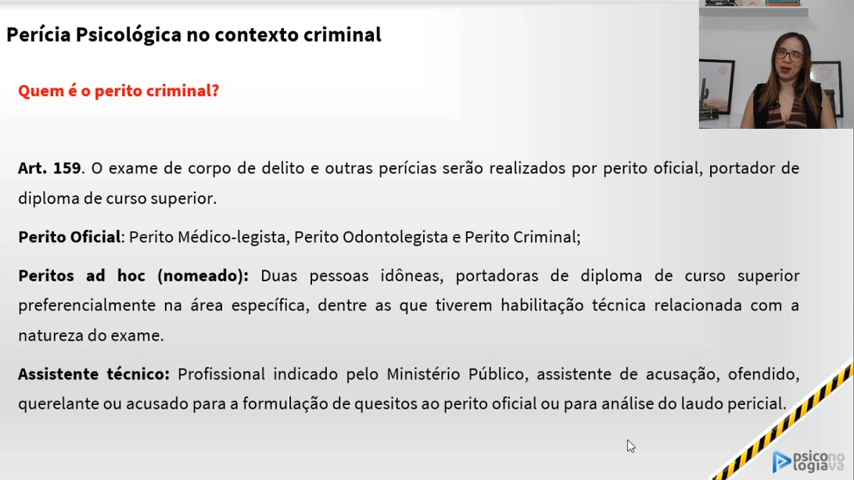 Perícia Psicológica no contexto criminal
Quem é o perito criminal?
Art. 159. O exame de corpo de delito e outras perícias serão realizados por perito oficial, portador de
diploma de curso superior.
Perito Oficial: Perito Médico-legista, Perito Odontolegista e Perito Criminal;
Peritos ad hoc (nomeado): Duas pessoas idôneas, portadoras de diploma de curso superior
preferencialmente na área específica, dentre as que tiverem habilitação técnica relacionada com a
natureza do exame.
Assistente técnico: Profissional indicado pelo Ministério Público, assistente de acusação, ofendido,
querelante ou acusado para a formulação de quesitos ao perito oficial ou para análise do laudo pericial.
psicono
logiava